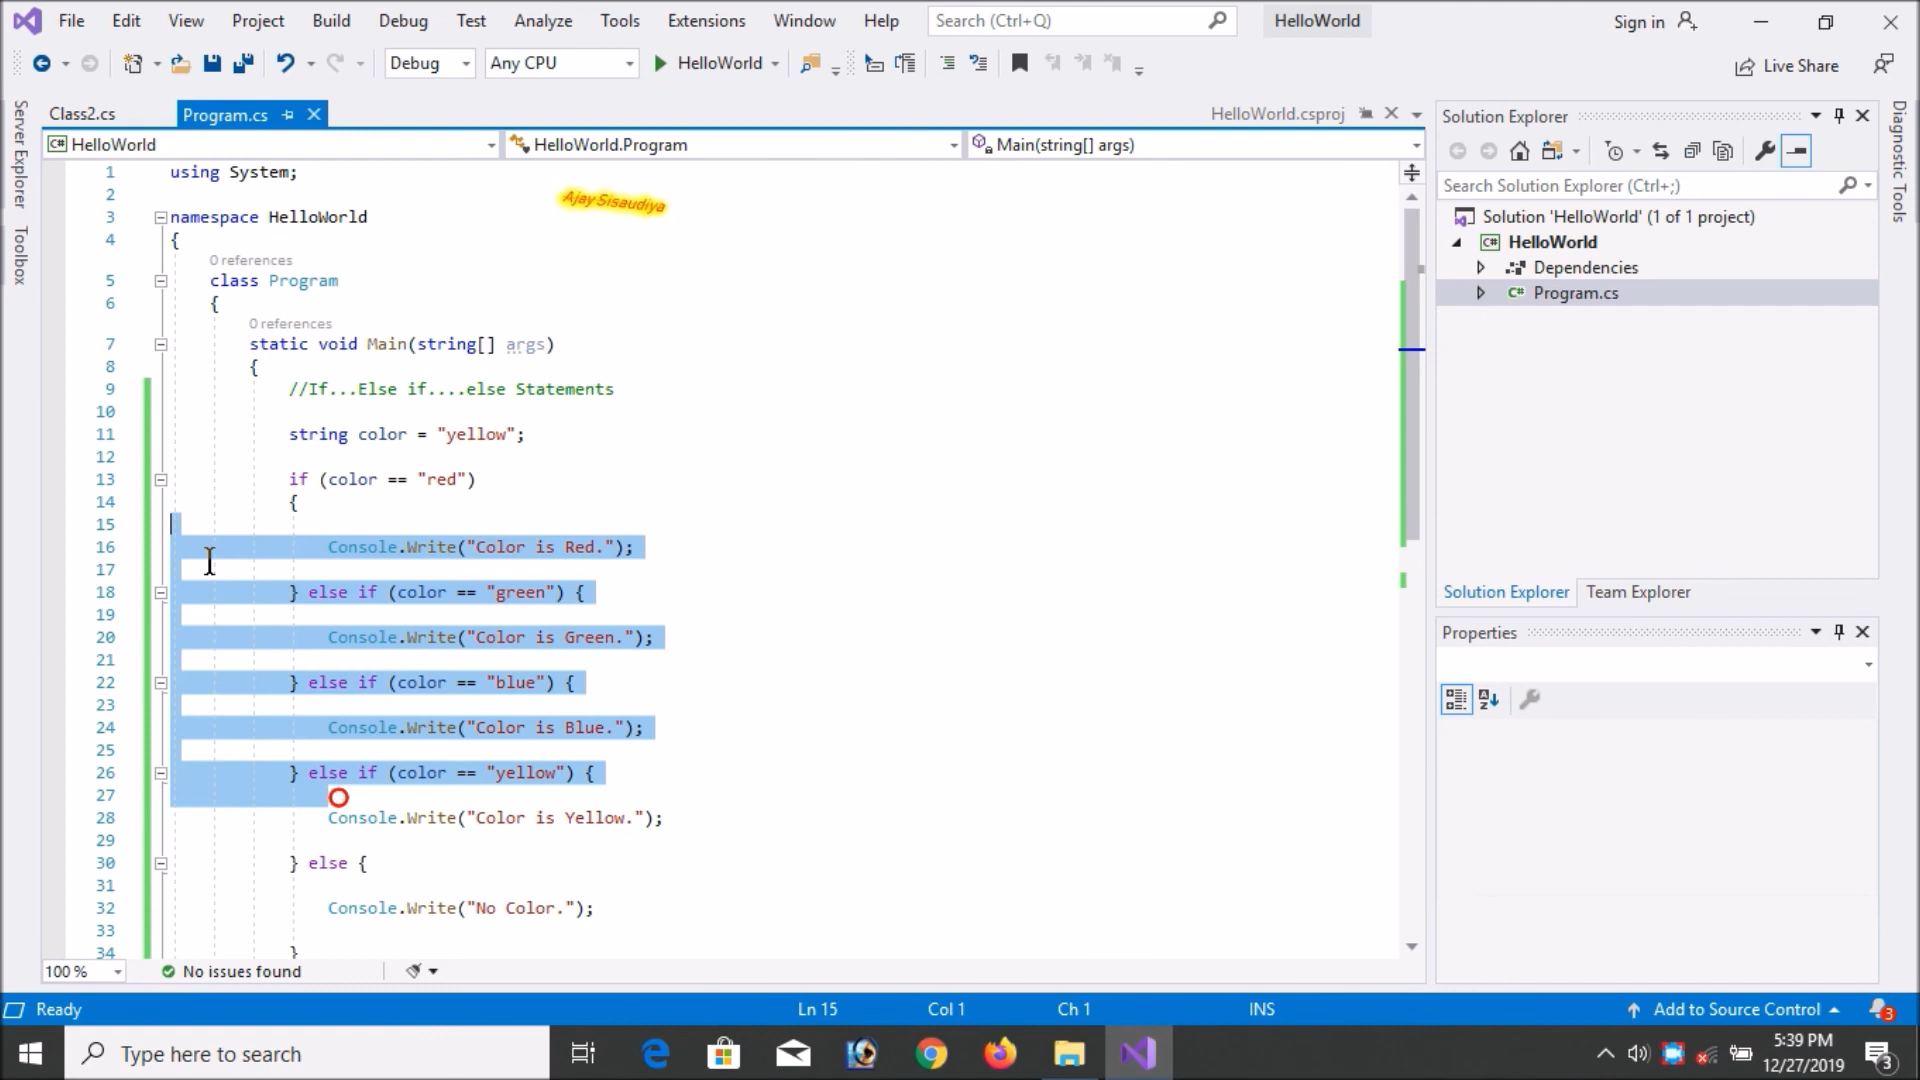 File Edit View Project Build Debug Test Analyze Tools Extensions Window Help Search (Ctrl+Q) HelloWorld Sign in
Debug Any CPU HelloWorld Live Share
Server Explorer
Toolbox
Class2.cs Program.cs HelloWorld.csproj
C# HelloWorld HelloWorld.Program Main(string[] args)
1 using System;
2
Ajay Sisaudiya
3 namespace HelloWorld
4 {
0 references
5 class Program
6 {
0 references
7 static void Main(string[] args)
8 {
9 //If...Else if....else Statements
10
11 string color = "yellow";
12
13 if (color == "red")
14 {
15
16 Console.Write("Color is Red.");
17
18 } else if (color == "green") {
19
20 Console.Write("Color is Green.");
21
22 } else if (color == "blue") {
23
24 Console.Write("Color is Blue.");
25
26 } else if (color == "yellow") {
27
28 Console.Write("Color is Yellow.");
29
30 } else {
31
32 Console.Write("No Color.");
33
34 }
100 % No issues found
Solution Explorer
Search Solution Explorer (Ctrl+;)
Solution 'HelloWorld' (1 of 1 project)
C# HelloWorld
Dependencies
C# Program.cs
Solution Explorer Team Explorer
Properties
Diagnostic Tools
Ready Ln 15 Col 1 Ch 1 INS Add to Source Control 3
Type here to search
5:39 PM
12/27/2019
3